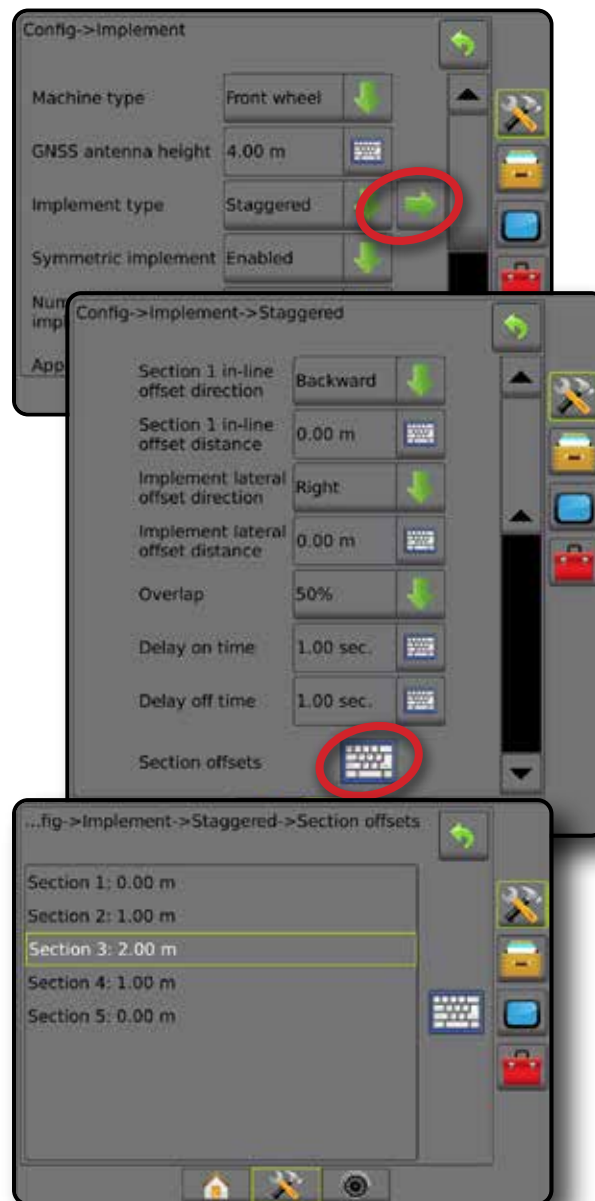 Config->Implement
Machine type Front wheel
GNSS antenna height 4.00 m
Implement type Staggered
Symmetric implement Enabled
Config->Implement->Staggered
Section 1 in-line
offset direction Backward
Section 1 in-line
offset distance 0.00 m
Implement lateral
offset direction Right
Implement lateral
offset distance 0.00 m
Overlap 50%
Delay on time 1.00 sec.
Delay off time 1.00 sec.
Section offsets
...fig->Implement->Staggered->Section offsets
Section 1: 0.00 m
Section 2: 1.00 m
Section 3: 2.00 m
Section 4: 1.00 m
Section 5: 0.00 m